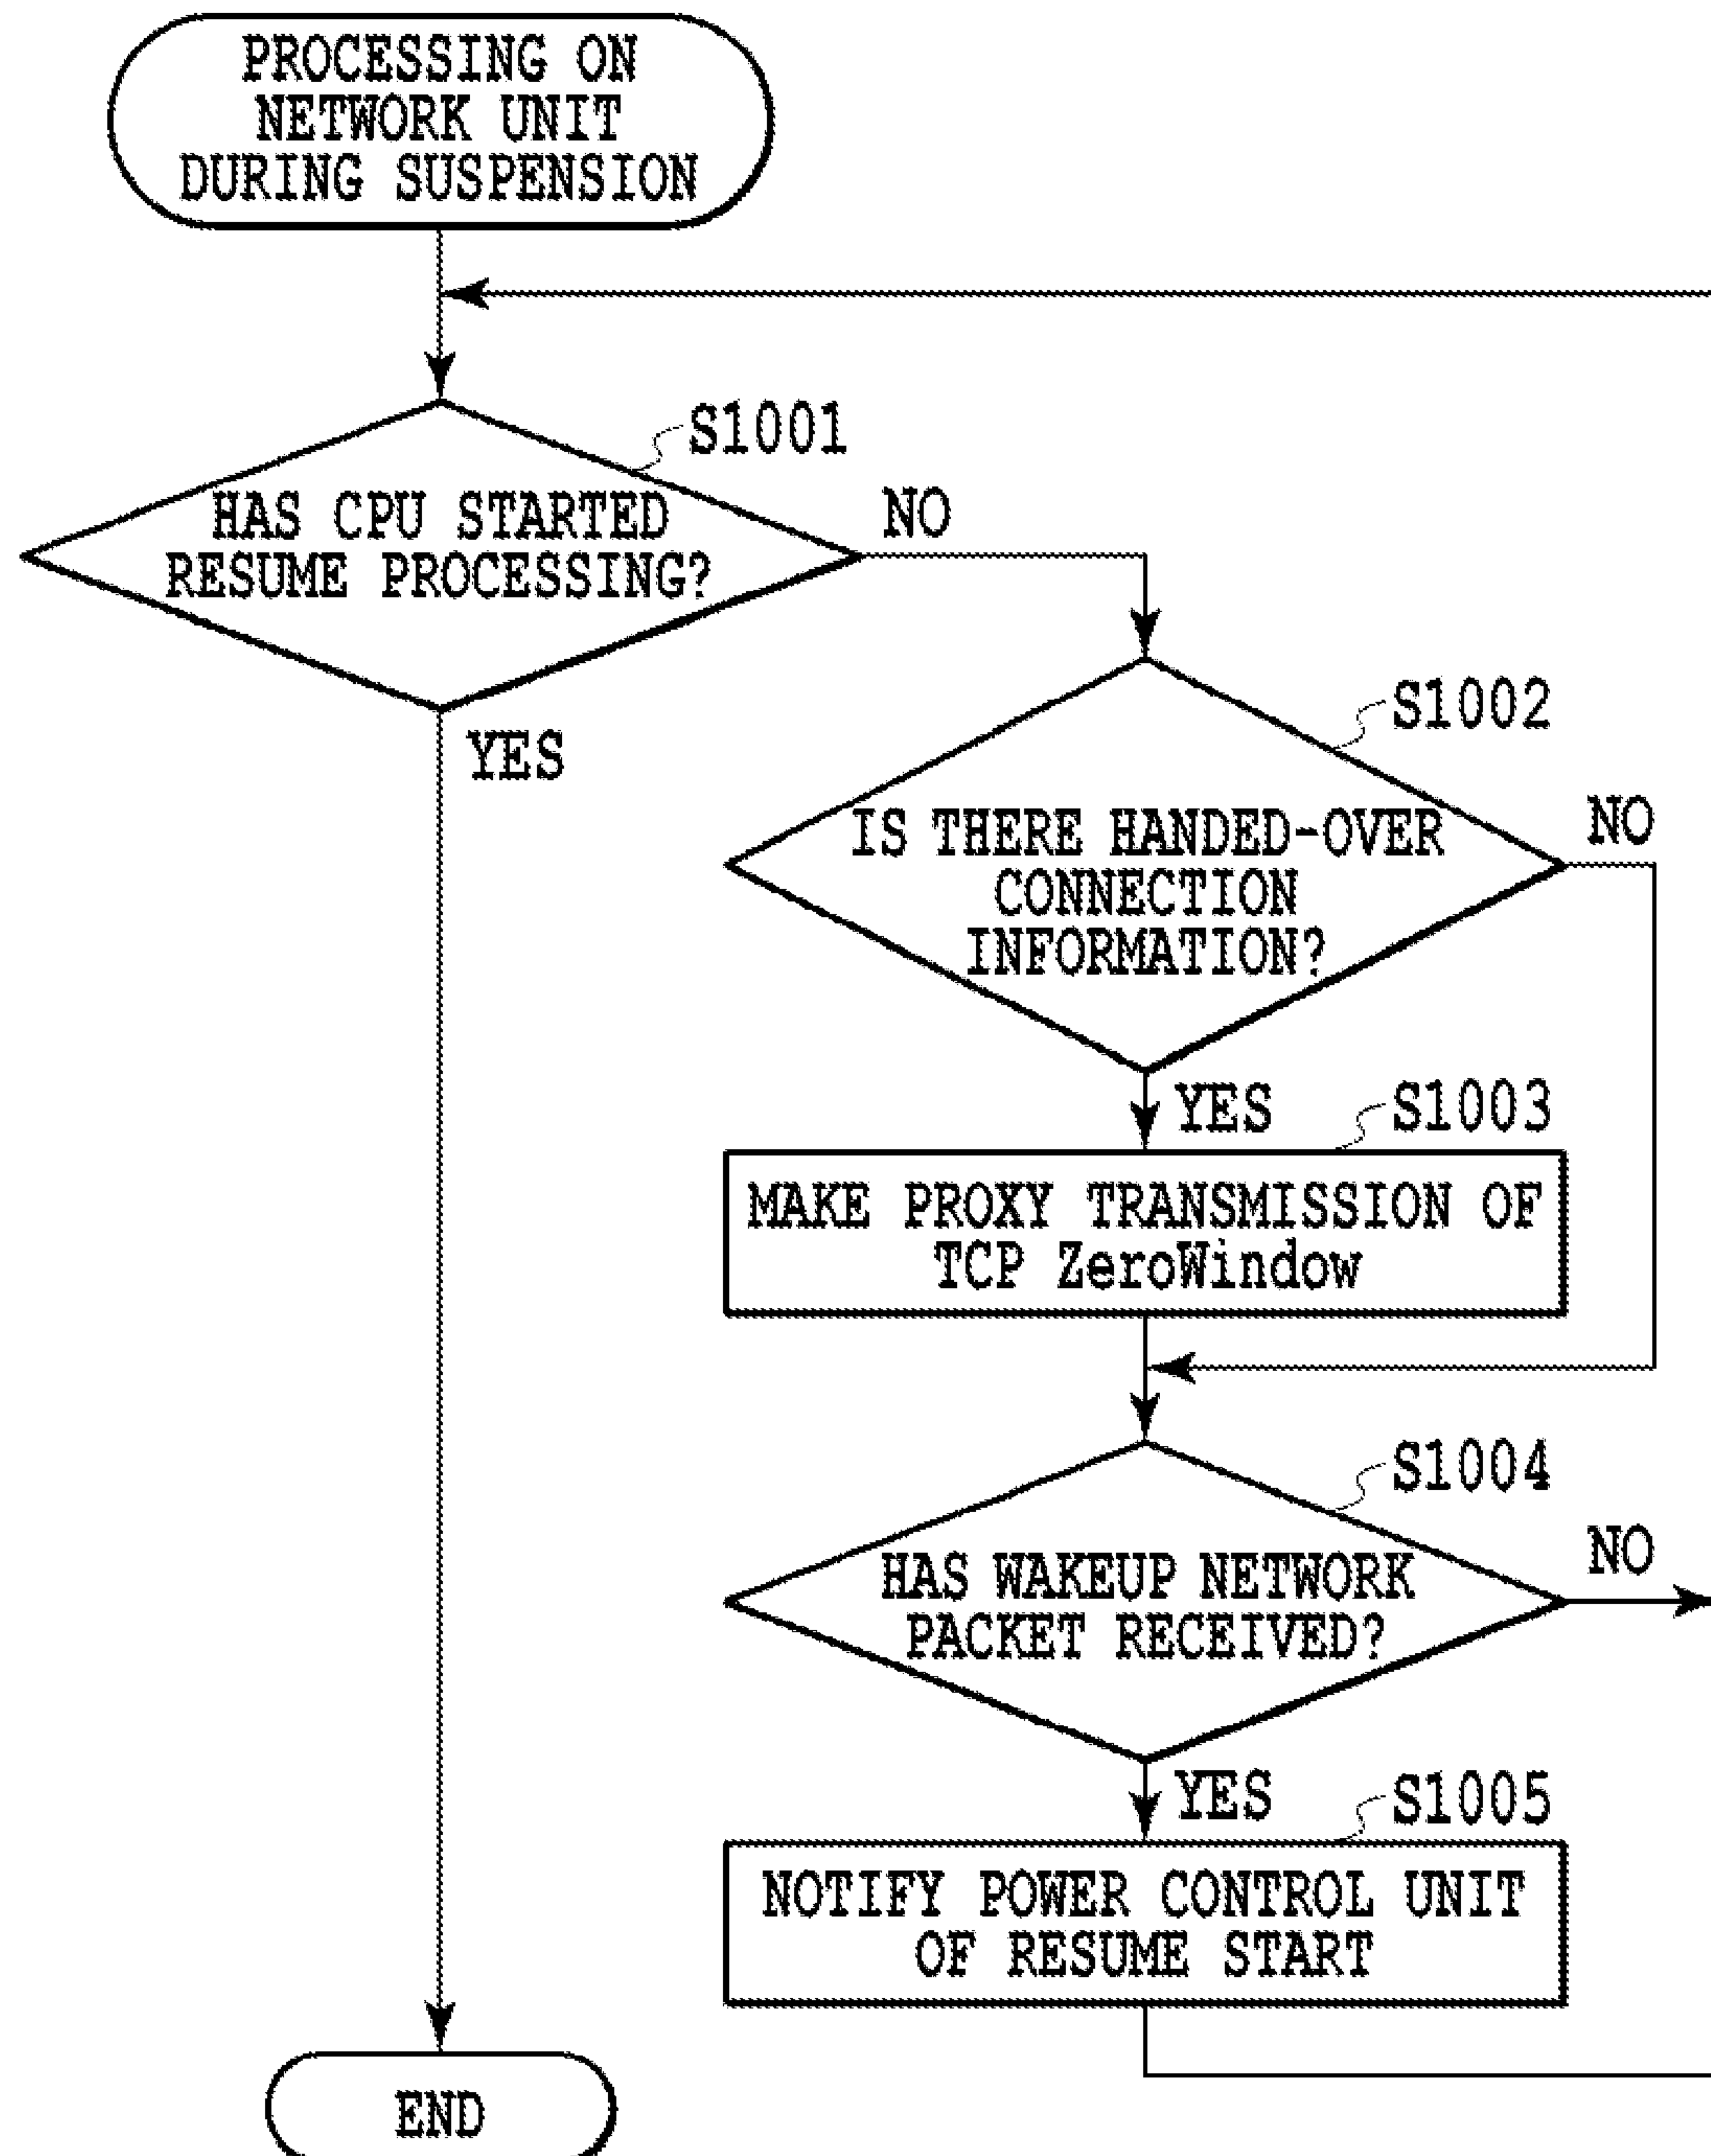 PROCESSING ON
NETWORK UNIT
DURING SUSPENSION
S1001
HAS CPU STARTED
RESUME PROCESSING?
NO
YES
S1002
IS THERE HANDED-OVER
CONNECTION
INFORMATION?
NO
YES
S1003
MAKE PROXY TRANSMISSION OF
TCP ZeroWindow
S1004
HAS WAKEUP NETWORK
PACKET RECEIVED?
NO
YES
S1005
NOTIFY POWER CONTROL UNIT
OF RESUME START
END